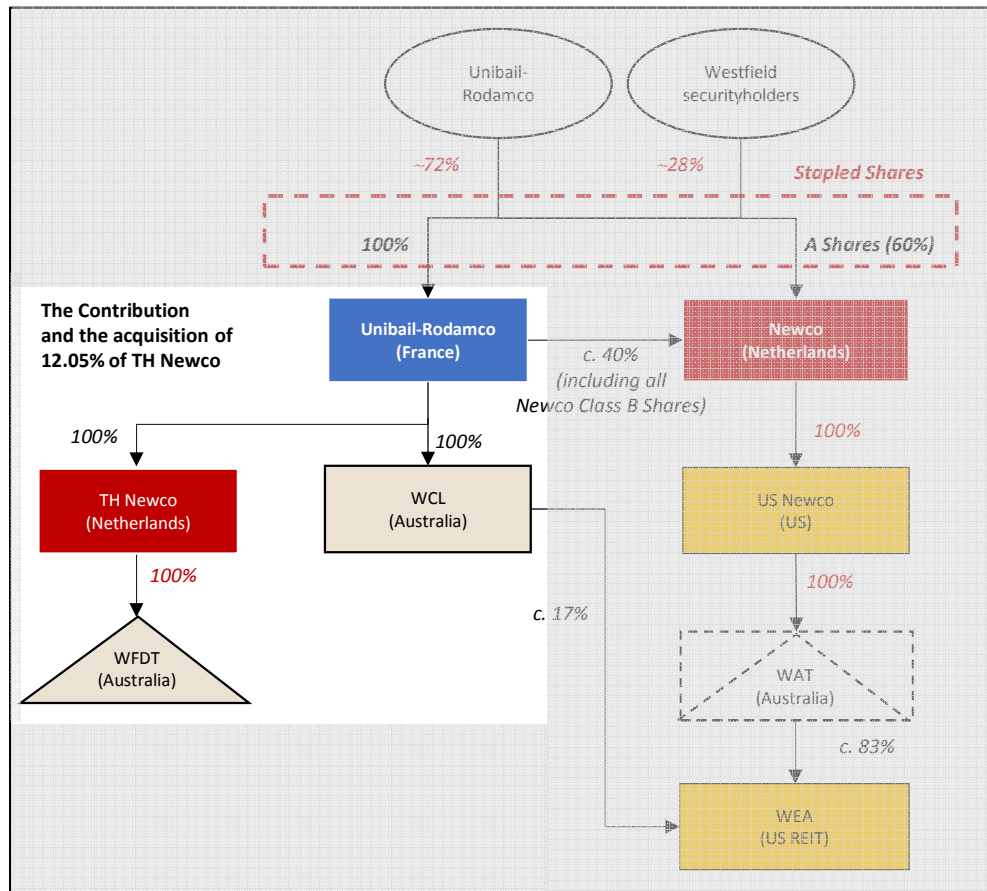 Unibail-
Rodamco
Westfield
securityholders
~72%
~28%
Stapled Shares
100%
A Shares (60%)
The Contribution
and the acquisition of
12.05% of TH Newco
Unibail-Rodamco
(France)
c. 40%
(including all
Newco Class B Shares)
Newco
(Netherlands)
100%
100%
100%
TH Newco
(Netherlands)
WCL
(Australia)
US Newco
(US)
100%
100%
c. 17%
WFDT
(Australia)
WAT
(Australia)
c. 83%
WEA
(US REIT)